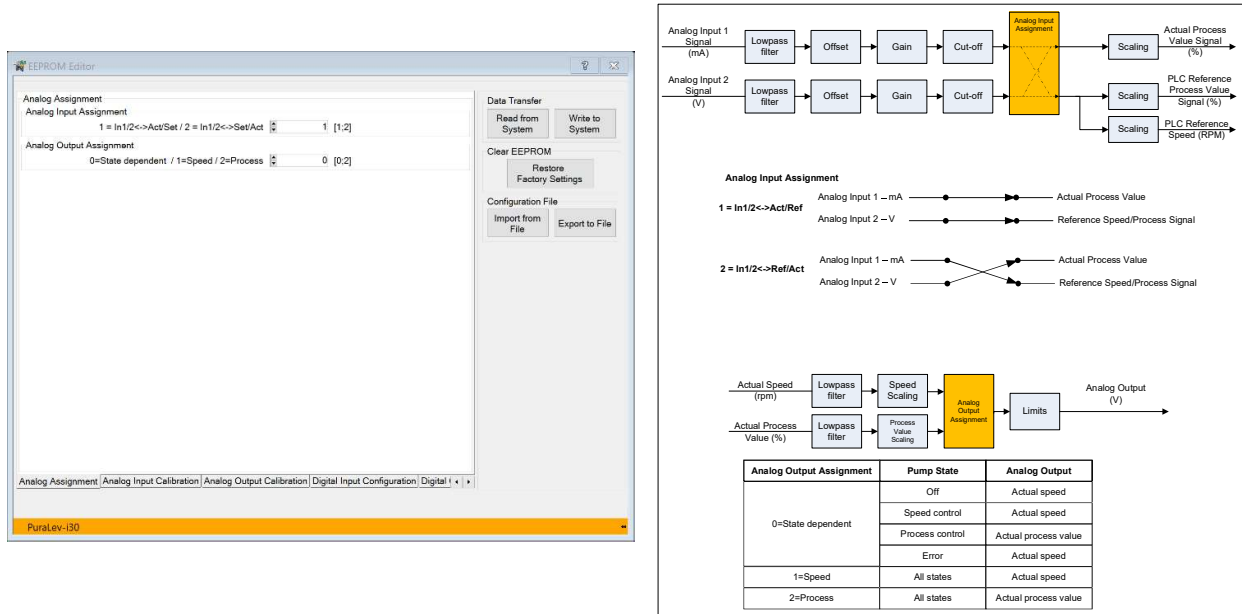 EEPROM Editor
Analog Assignment
Analog Input Assignment
1 = In1/2<->Act/Set / 2 = In1/2<->Set/Act 1 [1;2]
Analog Output Assignment
0=State dependent / 1=Speed / 2=Process 0 [0;2]
Data Transfer
Read from
System
Write to
System
Clear EEPROM
Restore
Factory Settings
Configuration File
Import from
File
Export to File
Analog Assignment Analog Input Calibration Analog Output Calibration Digital Input Configuration Digital
PuraLev-i30
Analog Input 1
Signal
(mA)
Lowpass
filter
Offset
Gain
Cut-off
Analog Input
Assignment
Scaling
Actual Process
Value Signal
(%)
Analog Input 2
Signal
(V)
Lowpass
filter
Offset
Gain
Cut-off
Scaling
PLC Reference
Process Value
Signal (%)
Scaling
PLC Reference
Speed (RPM)
Analog Input Assignment
1 = In1/2<->Act/Ref
Analog Input 1 – mA
Actual Process Value
Analog Input 2 – V
Reference Speed/Process Signal
2 = In1/2<->Ref/Act
Analog Input 1 – mA
Actual Process Value
Analog Input 2 – V
Reference Speed/Process Signal
Actual Speed
(rpm)
Lowpass
filter
Speed
Scaling
Analog
Output
Assignment
Limits
Analog Output
(V)
Actual Process
Value (%)
Lowpass
filter
Process
Value
Scaling
Analog Output Assignment Pump State Analog Output
0=State dependent
Off Actual speed
Speed control Actual speed
Process control Actual process value
Error Actual speed
1=Speed All states Actual speed
2=Process All states Actual process value